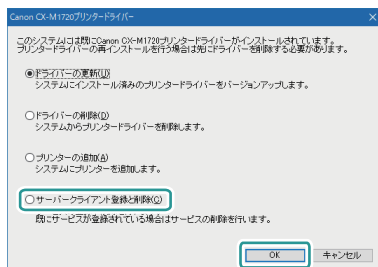 Canon CX-M1720プリンタードライバー
このシステムには既にCanon CX-M1720プリンタードライバーがインストールされています。
プリンタードライバーの再インストールを行う場合は先にドライバーを削除する必要があります。
ドライバーの更新(U)
システムにインストール済みのプリンタードライバーをバージョンアップします。
ドライバーの削除(D)
システムからプリンタードライバーを削除します。
プリンターの追加(A)
システムにプリンターを追加します。
サーバークライアント登録と削除(C)
既にサービスが登録されている場合はサービスの削除を行います。
OK キャンセル